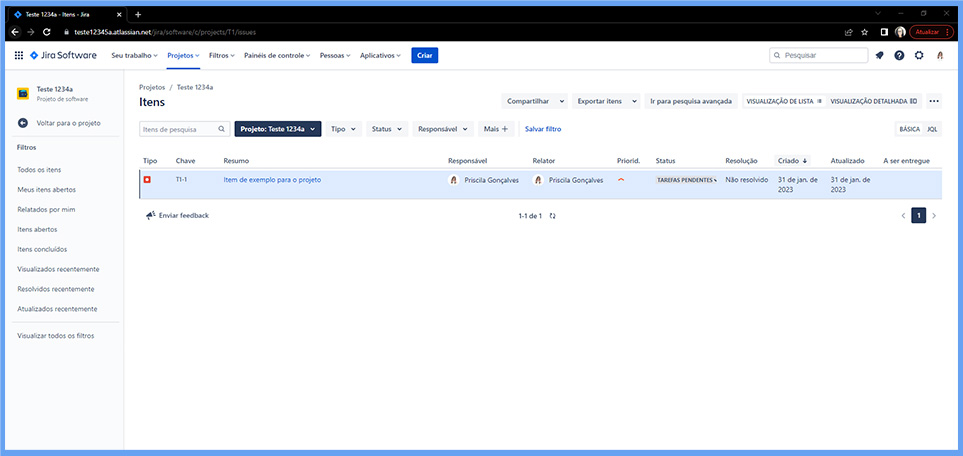 Teste 1234a - Itens - Jira
teste12345a.atlassian.net/jira/software/c/projects/T1/issues
Atualizar
Jira Software
Seu trabalho
Projetos
Filtros
Painéis de controle
Pessoas
Aplicativos
Criar
Pesquisar
Teste 1234a
Projeto de software
Voltar para o projeto
Filtros
Todos os itens
Meus itens abertos
Relatados por mim
Itens abertos
Itens concluídos
Visualizados recentemente
Resolvidos recentemente
Atualizados recentemente
Visualizar todos os filtros
Projetos / Teste 1234a
Itens
Compartilhar
Exportar itens
Ir para pesquisa avançada
VISUALIZAÇÃO DE LISTA
VISUALIZAÇÃO DETALHADA
Itens de pesquisa
Projeto: Teste 1234a
Tipo
Status
Responsável
Mais +
Salvar filtro
BÁSICA
JQL
Tipo Chave Resumo Responsável Relator Priorid. Status Resolução Criado Atualizado A ser entregue
T1-1 Item de exemplo para o projeto Priscila Gonçalves Priscila Gonçalves TAREFAS PENDENTES Não resolvido 31 de jan. de 2023 31 de jan. de 2023
Enviar feedback
1-1 de 1
1